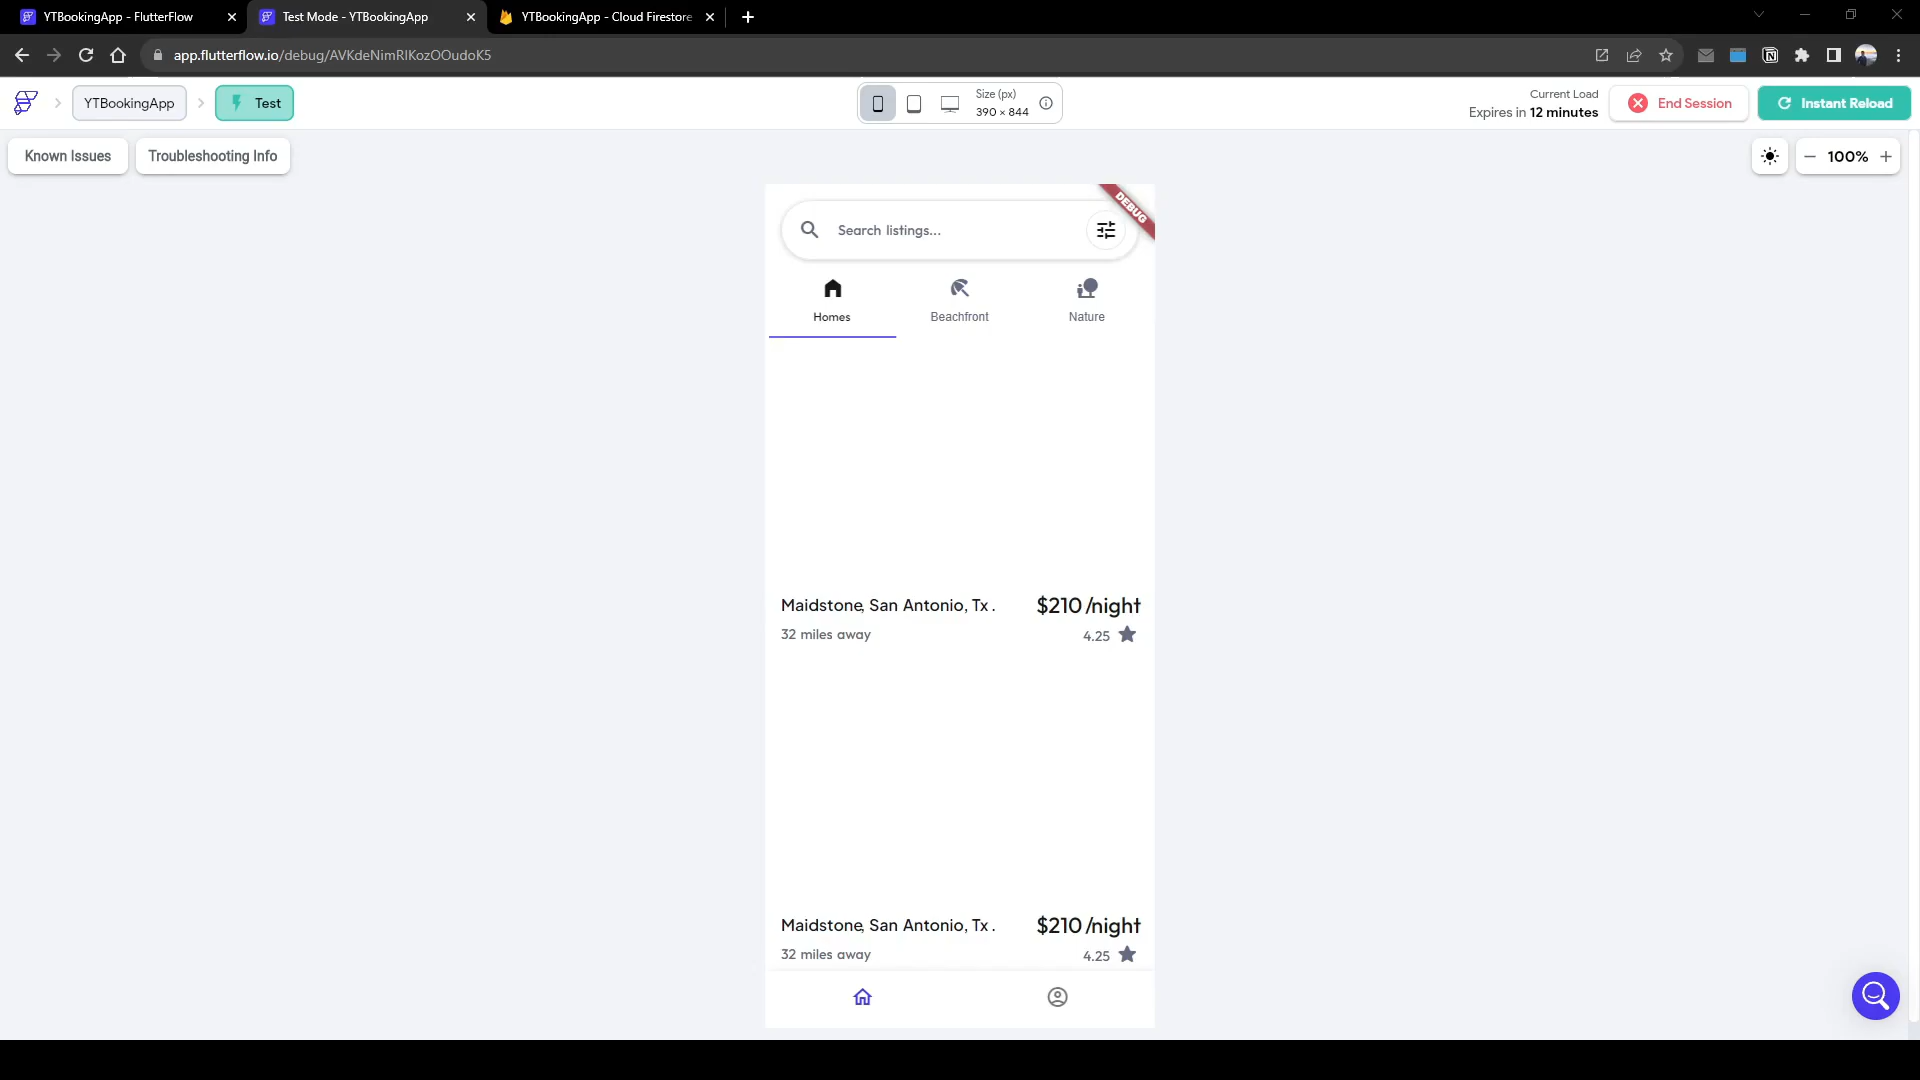 YTBookingApp - FlutterFlow
Test Mode - YTBookingApp
YTBookingApp - Cloud Firestore
app.flutterflow.io/debug/AVKdeNimRlKozOOudoK5
YTBookingApp
Test
Size (px)
390 × 844
Current Load
Expires in 12 minutes
End Session
Instant Reload
Known Issues
Troubleshooting Info
100%
DEBUG
Search listings...
Homes
Beachfront
Nature
Maidstone, San Antonio, Tx .
$210 /night
32 miles away
4.25
Maidstone, San Antonio, Tx .
$210 /night
32 miles away
4.25